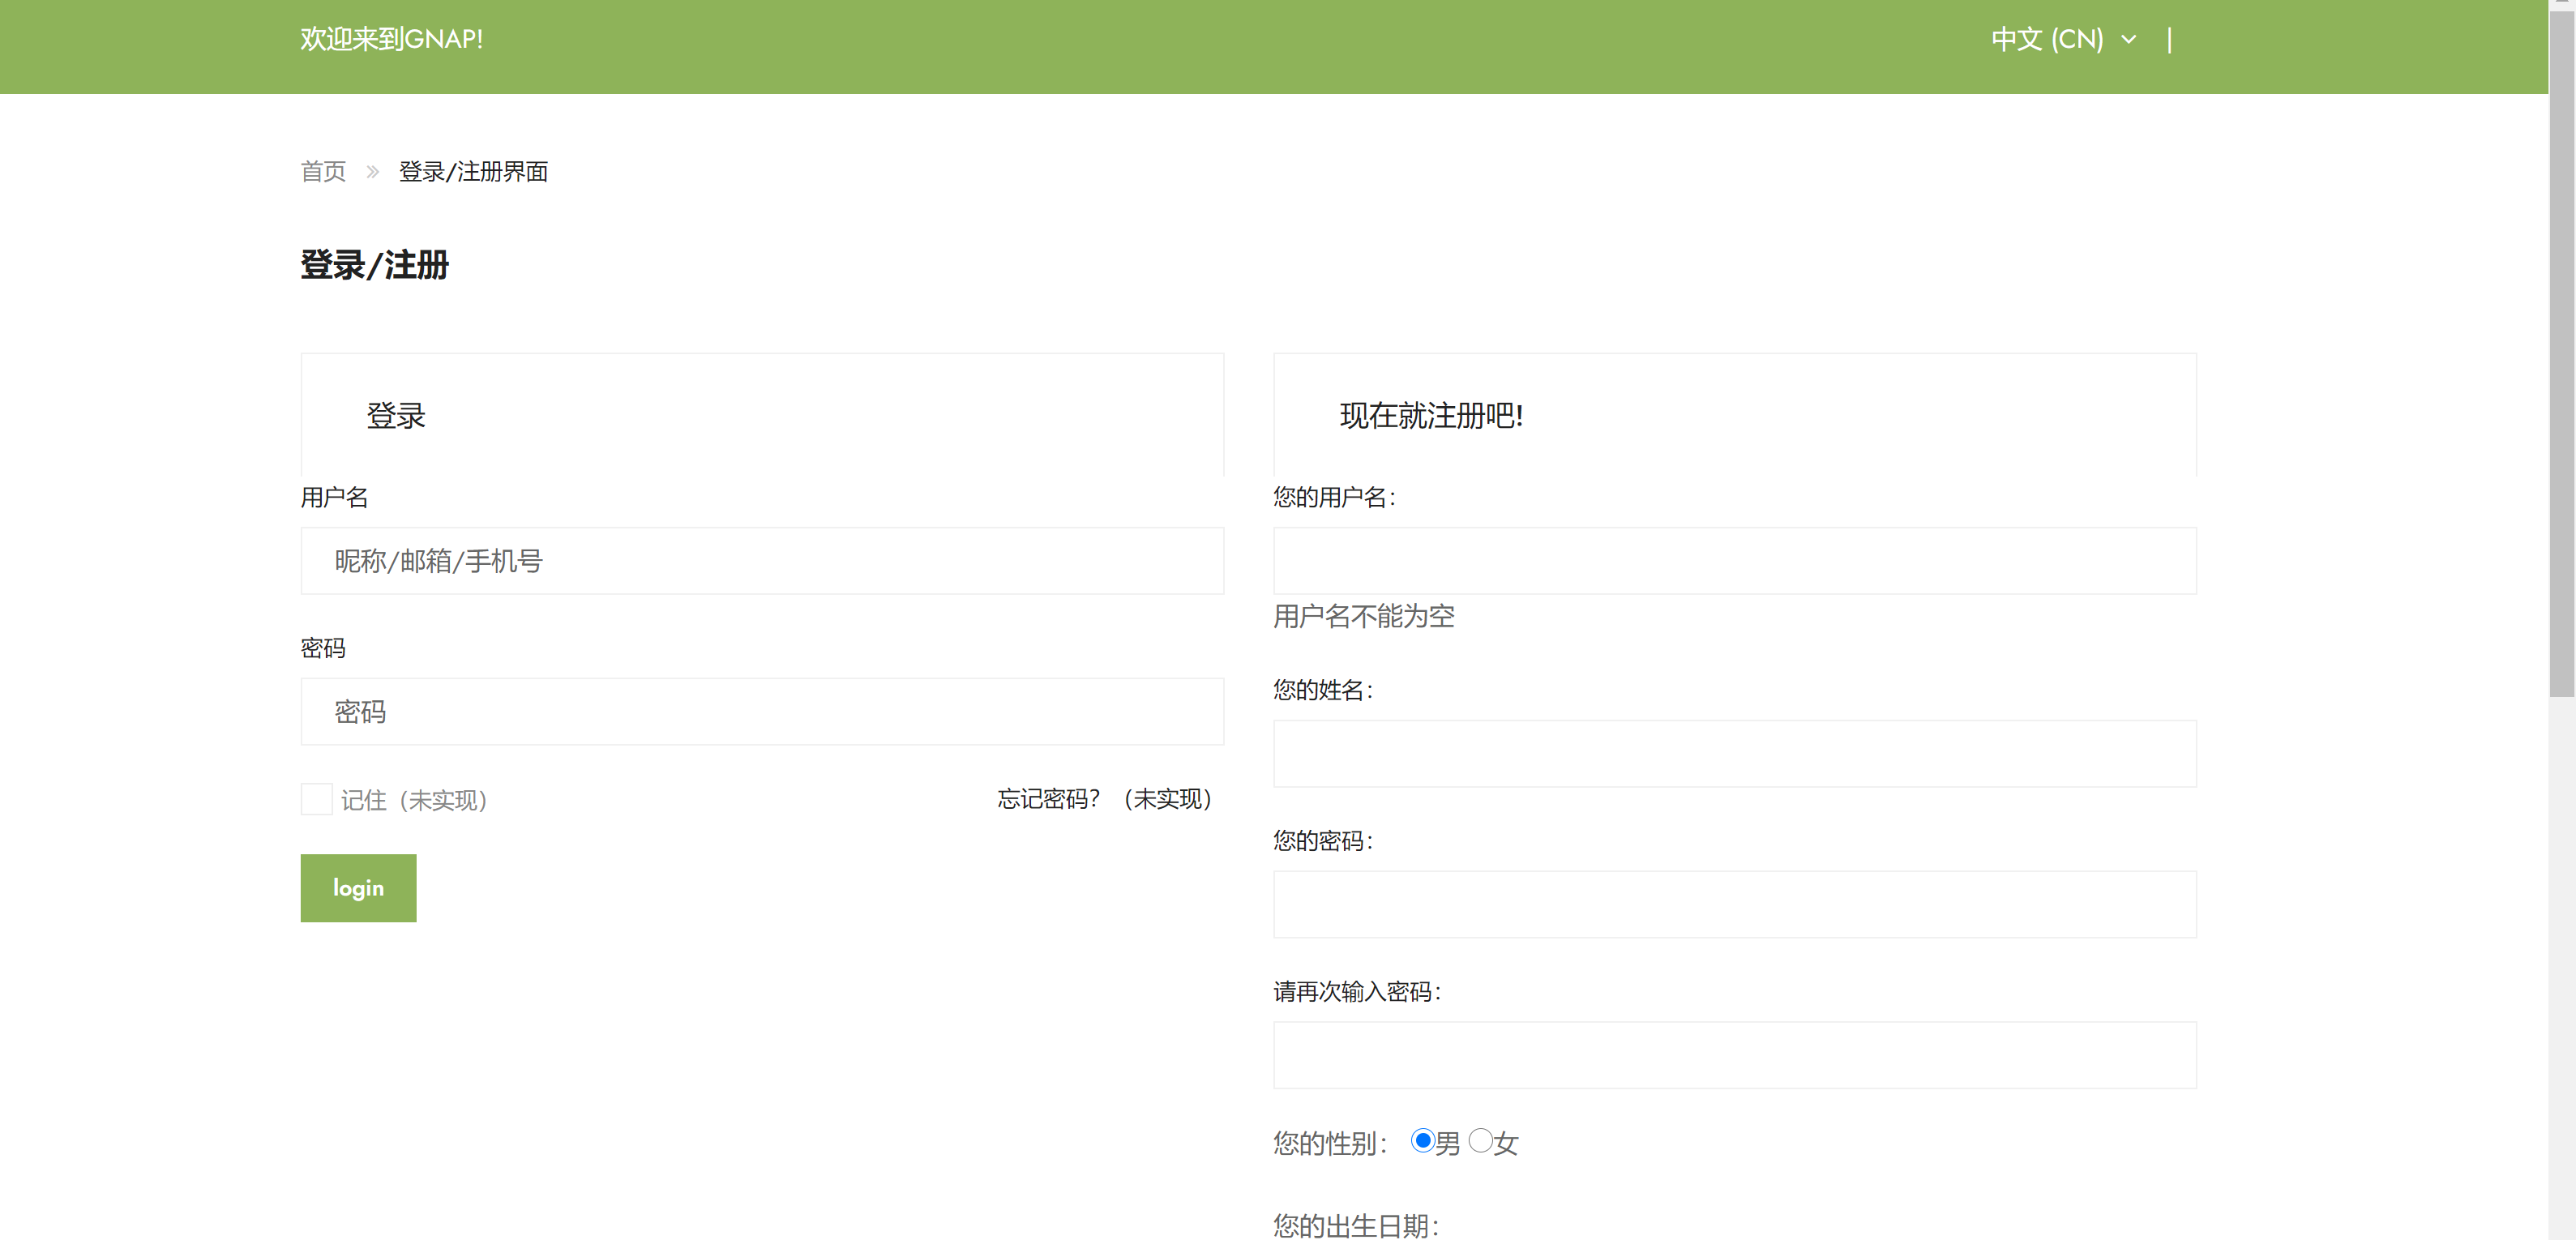 欢迎来到GNAP!
中文 (CN)
|
首页 » 登录/注册界面
登录/注册
登录
用户名
昵称/邮箱/手机号
密码
密码
记住（未实现）
忘记密码？（未实现）
login
现在就注册吧!
您的用户名：
用户名不能为空
您的姓名：
您的密码：
请再次输入密码：
您的性别： 男 女
您的出生日期：